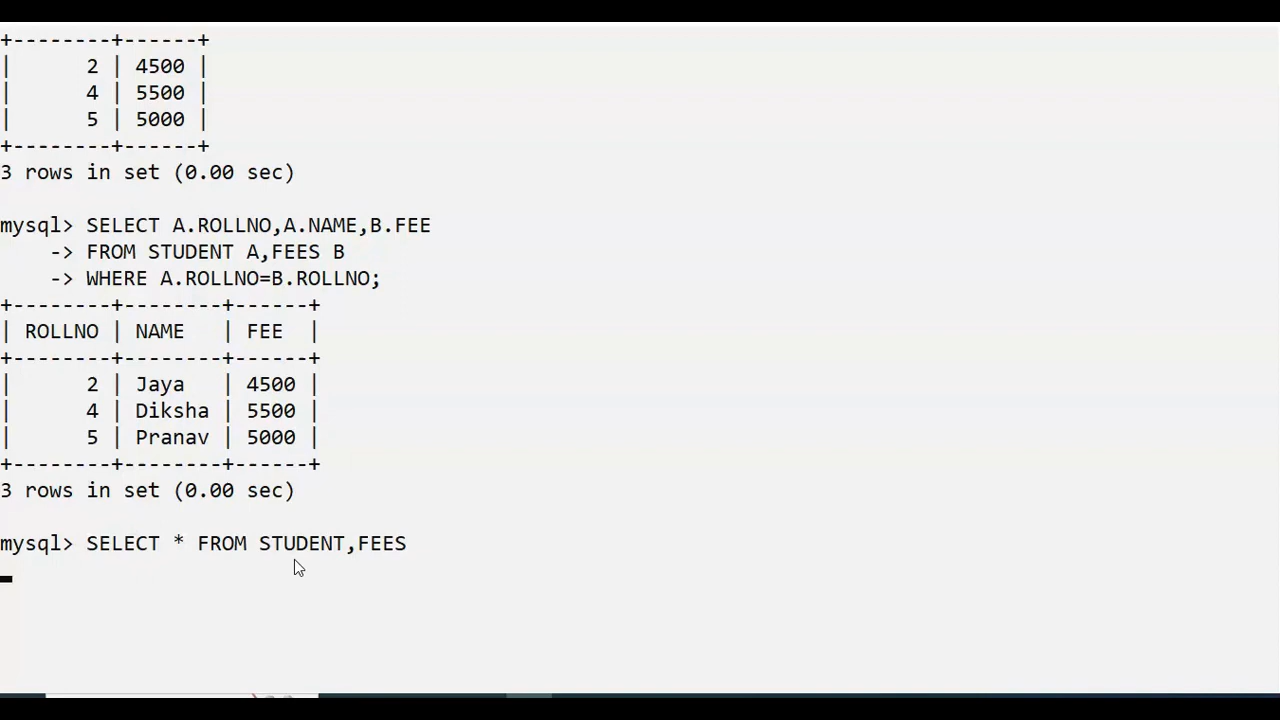 +--------+------+
|      2 | 4500 |
|      4 | 5500 |
|      5 | 5000 |
+--------+------+
3 rows in set (0.00 sec)
mysql> SELECT A.ROLLNO,A.NAME,B.FEE
    -> FROM STUDENT A,FEES B
    -> WHERE A.ROLLNO=B.ROLLNO;
+--------+--------+------+
| ROLLNO | NAME   | FEE  |
+--------+--------+------+
|      2 | Jaya   | 4500 |
|      4 | Diksha | 5500 |
|      5 | Pranav | 5000 |
+--------+--------+------+
3 rows in set (0.00 sec)
mysql> SELECT * FROM STUDENT,FEES